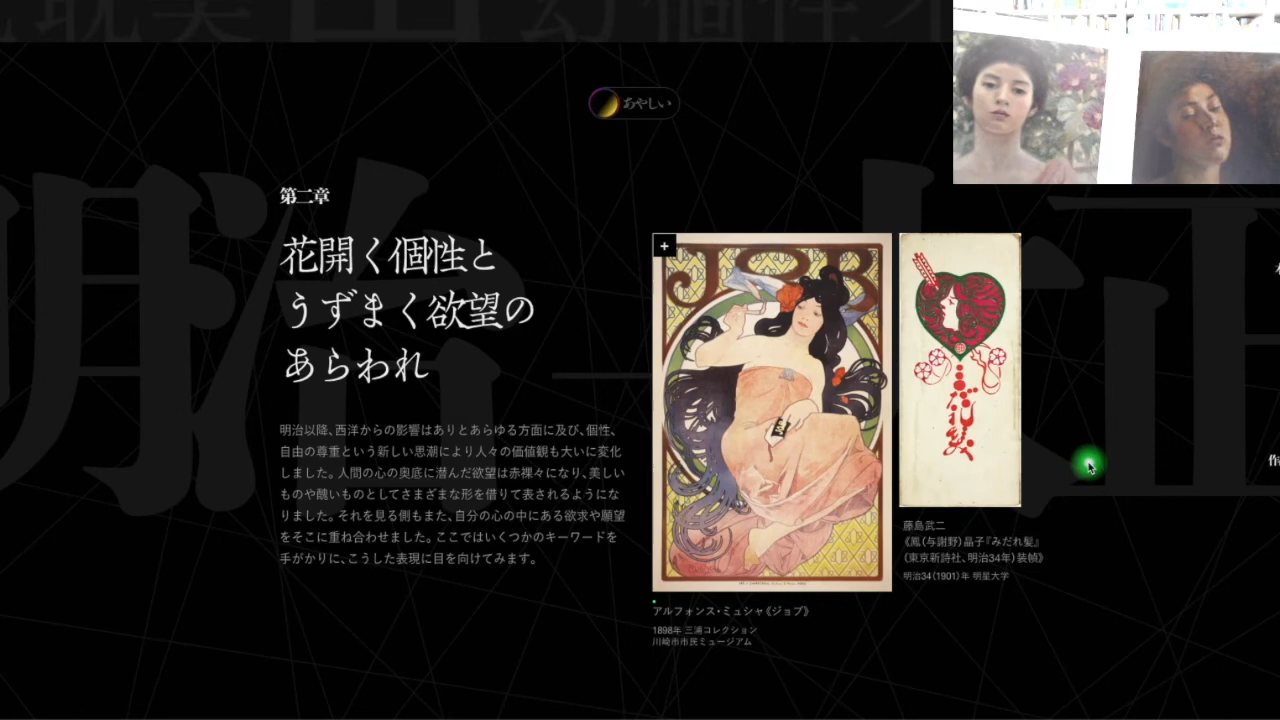 あやしい
第二章
花開く個性と
うずまく欲望の
あらわれ
明治以降、西洋からの影響はありとあらゆる方面に及び、個性、
自由の尊重という新しい思潮により人々の価値観も大いに変化
しました。人間の心の奥底に潜んだ欲望は赤裸々になり、美しい
ものや醜いものとしてさまざまな形を借りて表されるようにな
りました。それを見る側もまた、自分の心の中にある欲求や願望
をそこに重ね合わせました。ここではいくつかのキーワードを
手がかりに、こうした表現に目を向けてみます。
JOB
みだれ髪
アルフォンス・ミュシャ《ジョブ》
1898年 三浦コレクション
川崎市市民ミュージアム
藤島武二
《鳳(与謝野)晶子『みだれ髪』
(東京新詩社、明治34年)装幀》
明治34(1901)年 明星大学
明治
大正
作